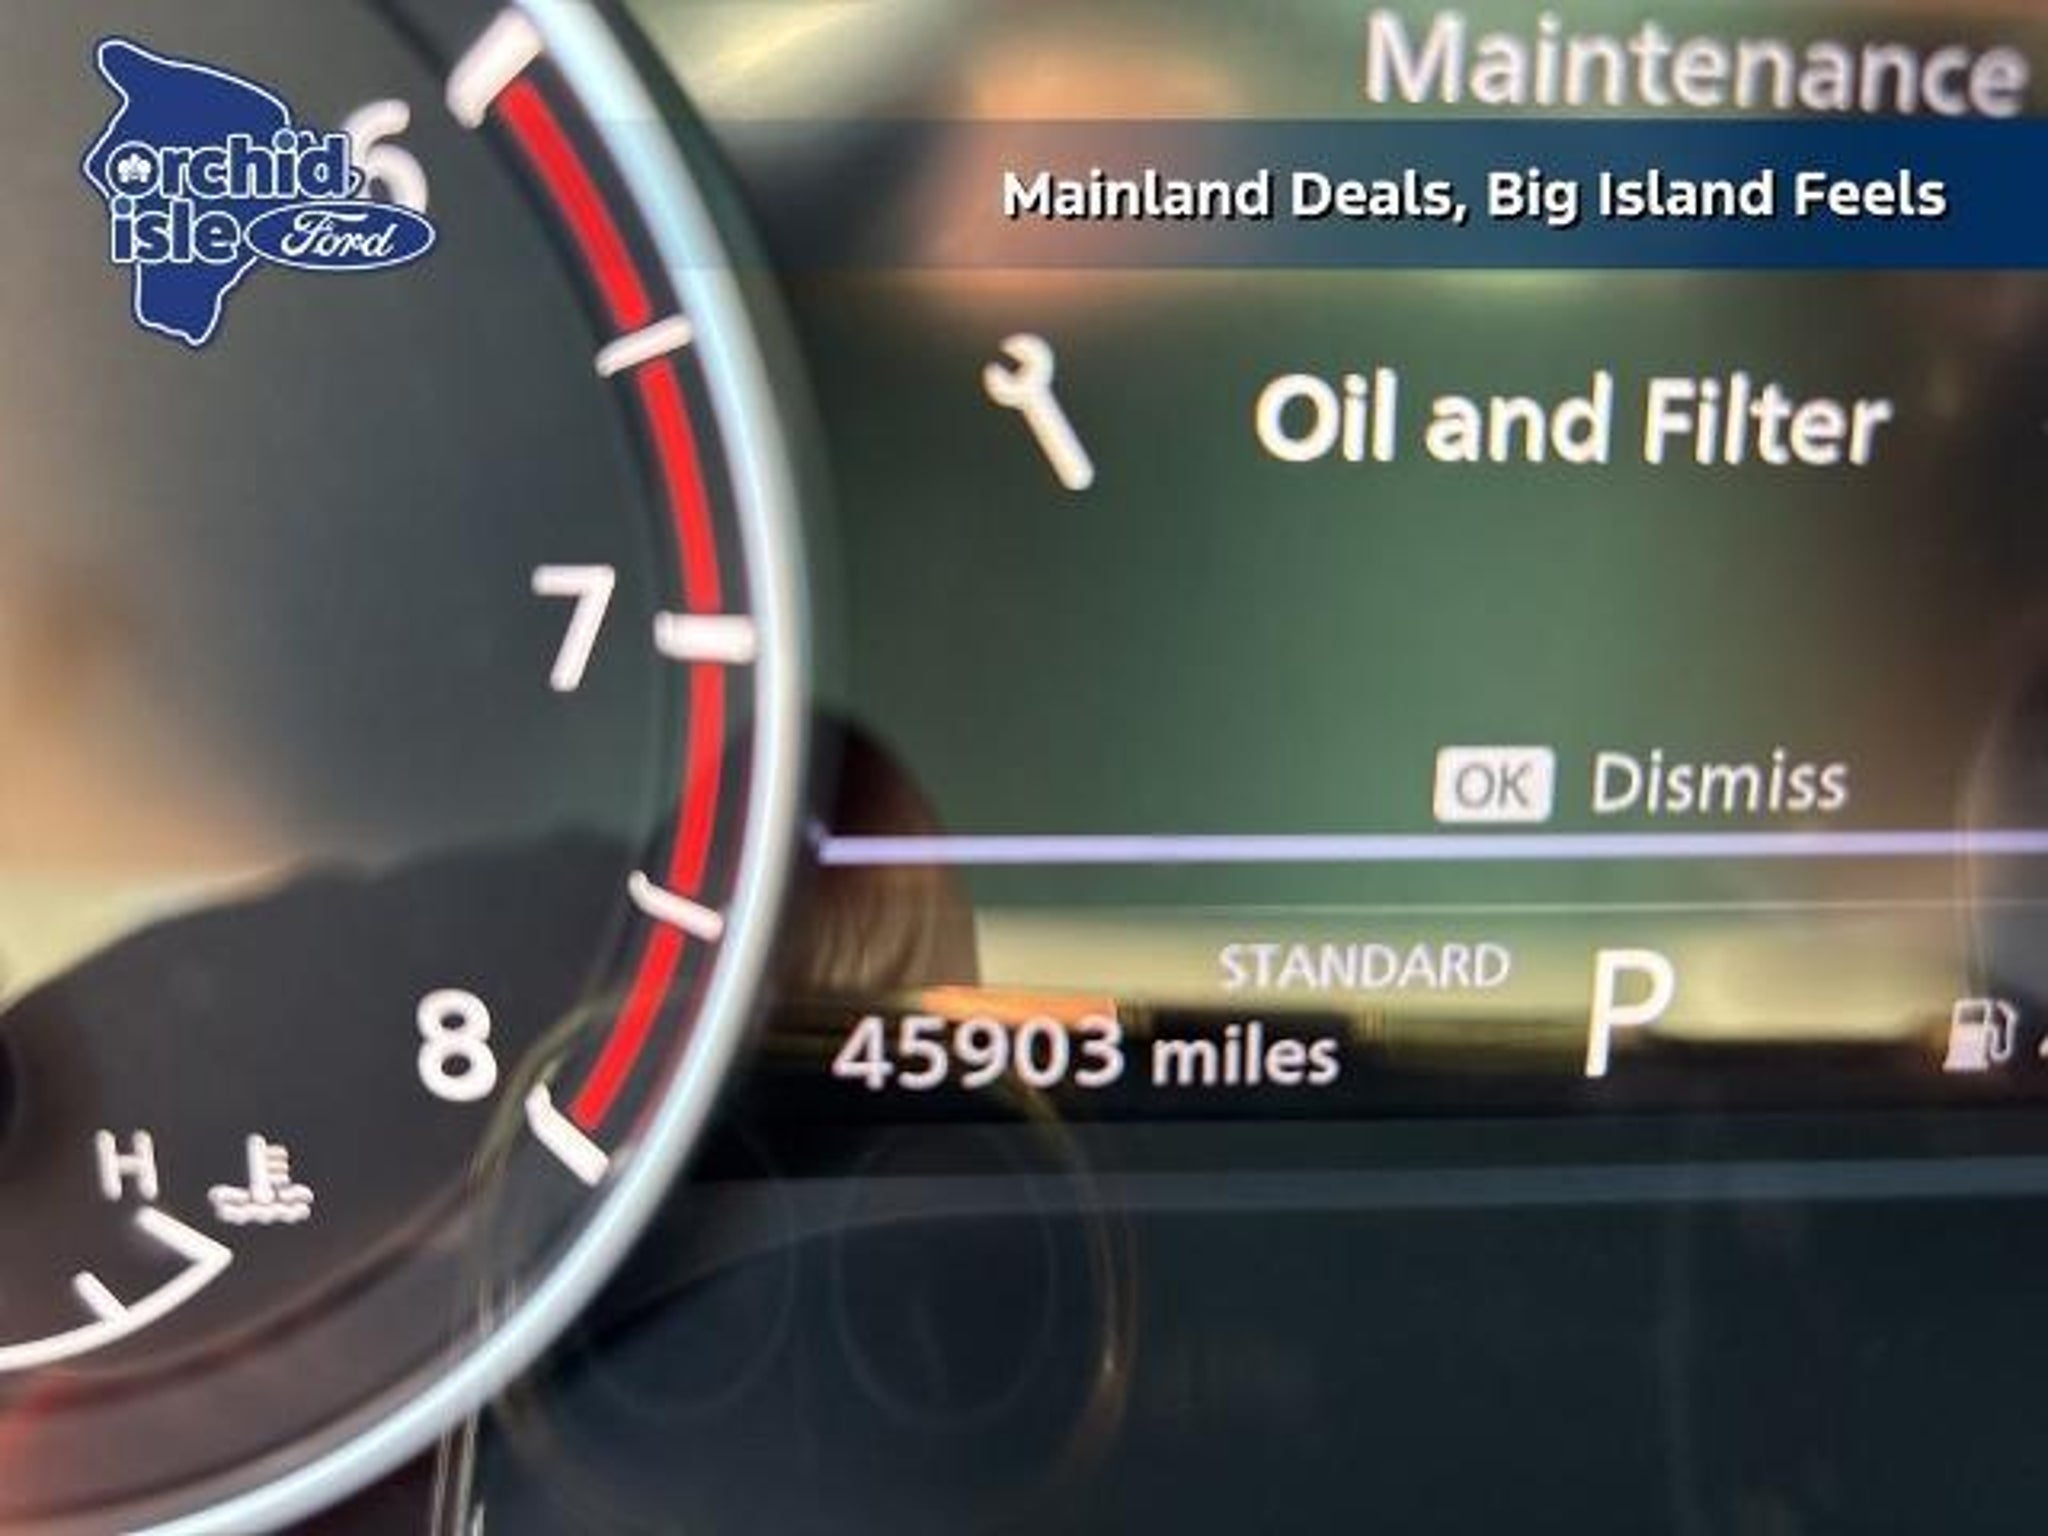 Maintenance
orchid
isle Ford
6
Mainland Deals, Big Island Feels
Oil and Filter
7
OK Dismiss
STANDARD P
8
45903 miles
H